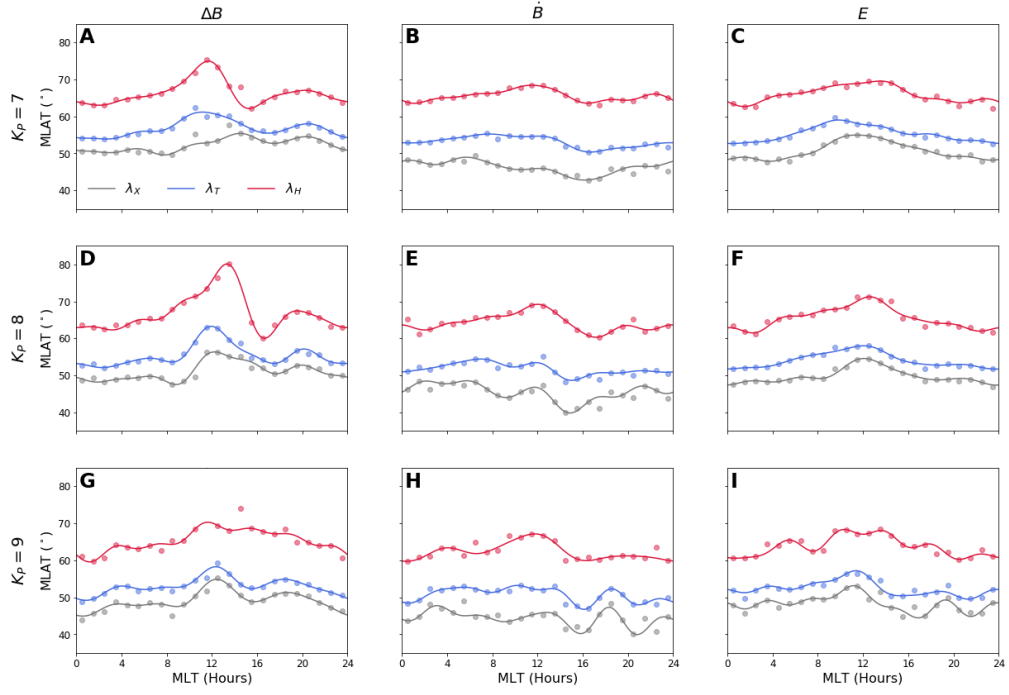 ΔB Ḃ E
A B C
K_P = 7
MLAT (°)
80
70
60
50
40
λ_X λ_T λ_H
D E F
K_P = 8
MLAT (°)
80
70
60
50
40
G H I
K_P = 9
MLAT (°)
80
70
60
50
40
0 4 8 12 16 20 24 0 4 8 12 16 20 24 0 4 8 12 16 20 24
MLT (Hours) MLT (Hours) MLT (Hours)